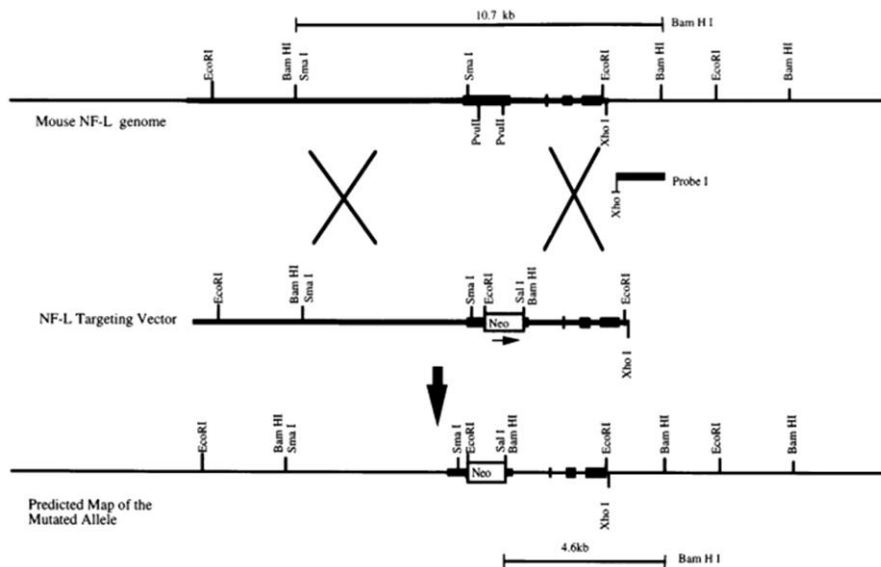 10.7 kb
Bam H I
EcoRI
Bam HI
Sma I
Sma I
EcoRI
Bam HI
EcoRI
Bam HI
Mouse NF-L genome
PvuII
PvuII
Xho I
Xho I
Probe I
EcoRI
Bam HI
Sma I
Sma I
EcoRI
Sal I
Bam HI
EcoRI
NF-L Targeting Vector
Neo
Xho I
EcoRI
Bam HI
Sma I
Sma I
EcoRI
Sal I
Bam HI
EcoRI
Bam HI
EcoRI
Bam HI
Neo
Predicted Map of the
Mutated Allele
Xho I
4.6kb
Bam H I